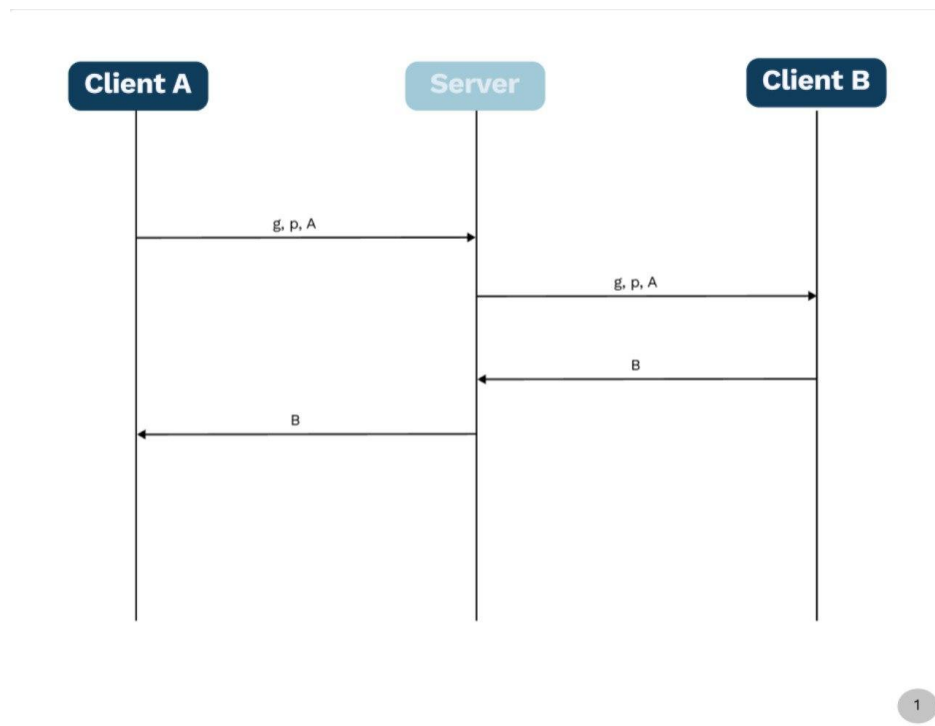 Client A
Server
Client B
g, p, A
g, p, A
B
B
1